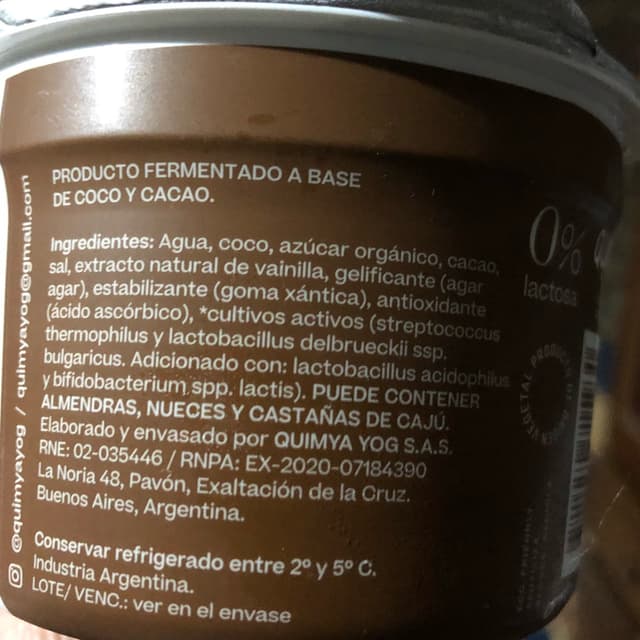 PRODUCTO FERMENTADO A BASE
DE COCO Y CACAO.
Ingredientes: Agua, coco, azúcar orgánico, cacao,
sal, extracto natural de vainilla, gelificante (agar
agar), estabilizante (goma xántica), antioxidante
(ácido ascórbico), *cultivos activos (streptococcus
thermophilus y lactobacillus delbrueckii ssp.
bulgaricus. Adicionado con: lactobacillus acidophilus
y bifidobacterium spp. lactis). PUEDE CONTENER
ALMENDRAS, NUECES Y CASTAÑAS DE CAJÚ.
Elaborado y envasado por QUIMYA YOG S.A.S.
RNE: 02-035446 / RNPA: EX-2020-07184390
La Noria 48, Pavón, Exaltación de la Cruz.
Buenos Aires, Argentina.
Conservar refrigerado entre 2º y 5º C.
Industria Argentina.
LOTE/ VENC.: ver en el envase
@quimyayog / quimyayog@gmail.com
0%
lactosa